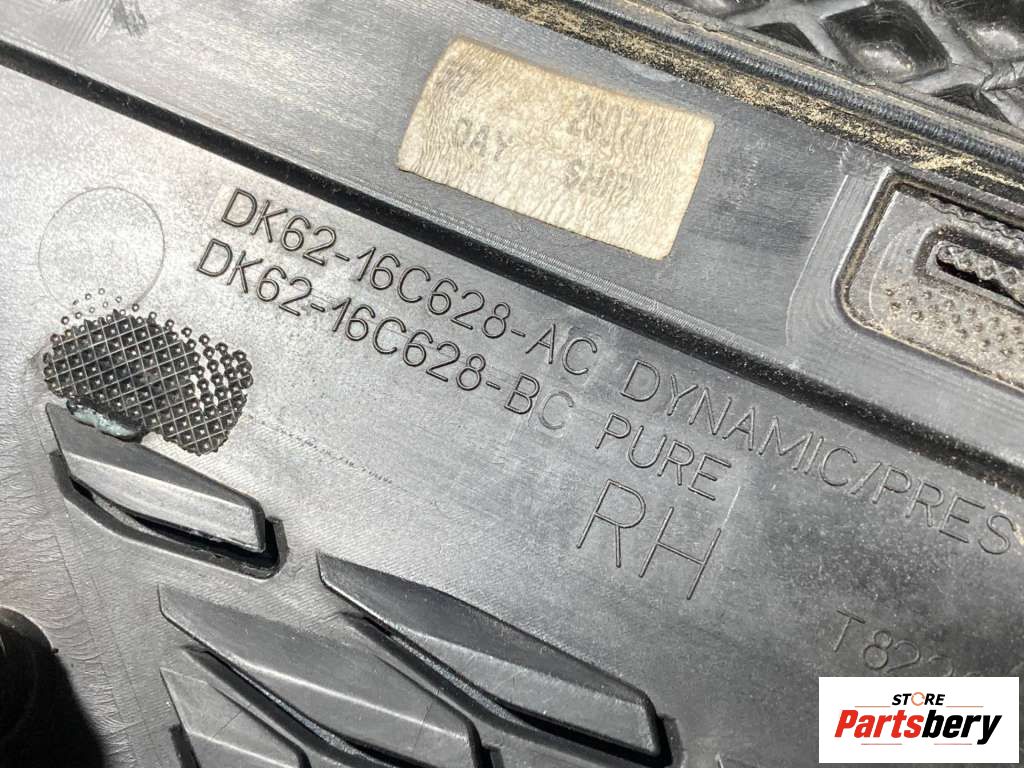 DAY
DK62-16C628-AC DYNAMIC/PRES
DK62-16C628-BC PURE
RH
STORE
Partsbery